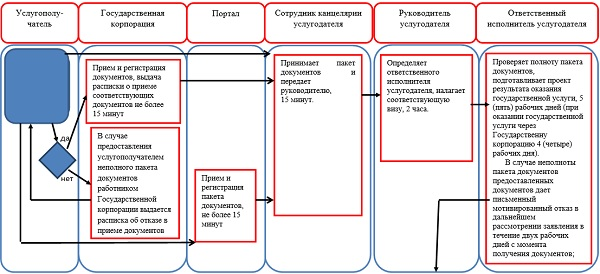 Услугополу-
чатель
Государственная
корпорация
Портал
Сотрудник канцелярии
услугодателя
Руководитель
услугодателя
Ответственный
исполнитель услугодателя
да
нет
Прием и регистрация
документов, выдача
расписки о приеме
соответствующих
документов не более
15 минут
В случае
предоставления
услугополучателем
неполного пакета
документов
работником
Государственной
корпорации выдается
расписка об отказе в
приеме документов
Прием и
регистрация
пакета
документов,
не более 15
минут
Принимает пакет
документов и
передает
руководителю,
15 минут.
Определяет
ответственного
исполнителя
услугодателя, налагает
соответствующую
визу, 2 часа.
Проверяет полноту пакета
документов,
подготавливает проект
результата оказания
государственной услуги, 5
(пять) рабочих дней (при
оказании государственной
услуги через
Государственну
корпорацию 4 (четыре)
рабочих дня).
В случае неполноты
пакета документов
предоставленных
документов дает
письменный
мотивированный отказ в
дальнейшем
рассмотрении заявления в
течение двух рабочих
дней с момента
получения документов;